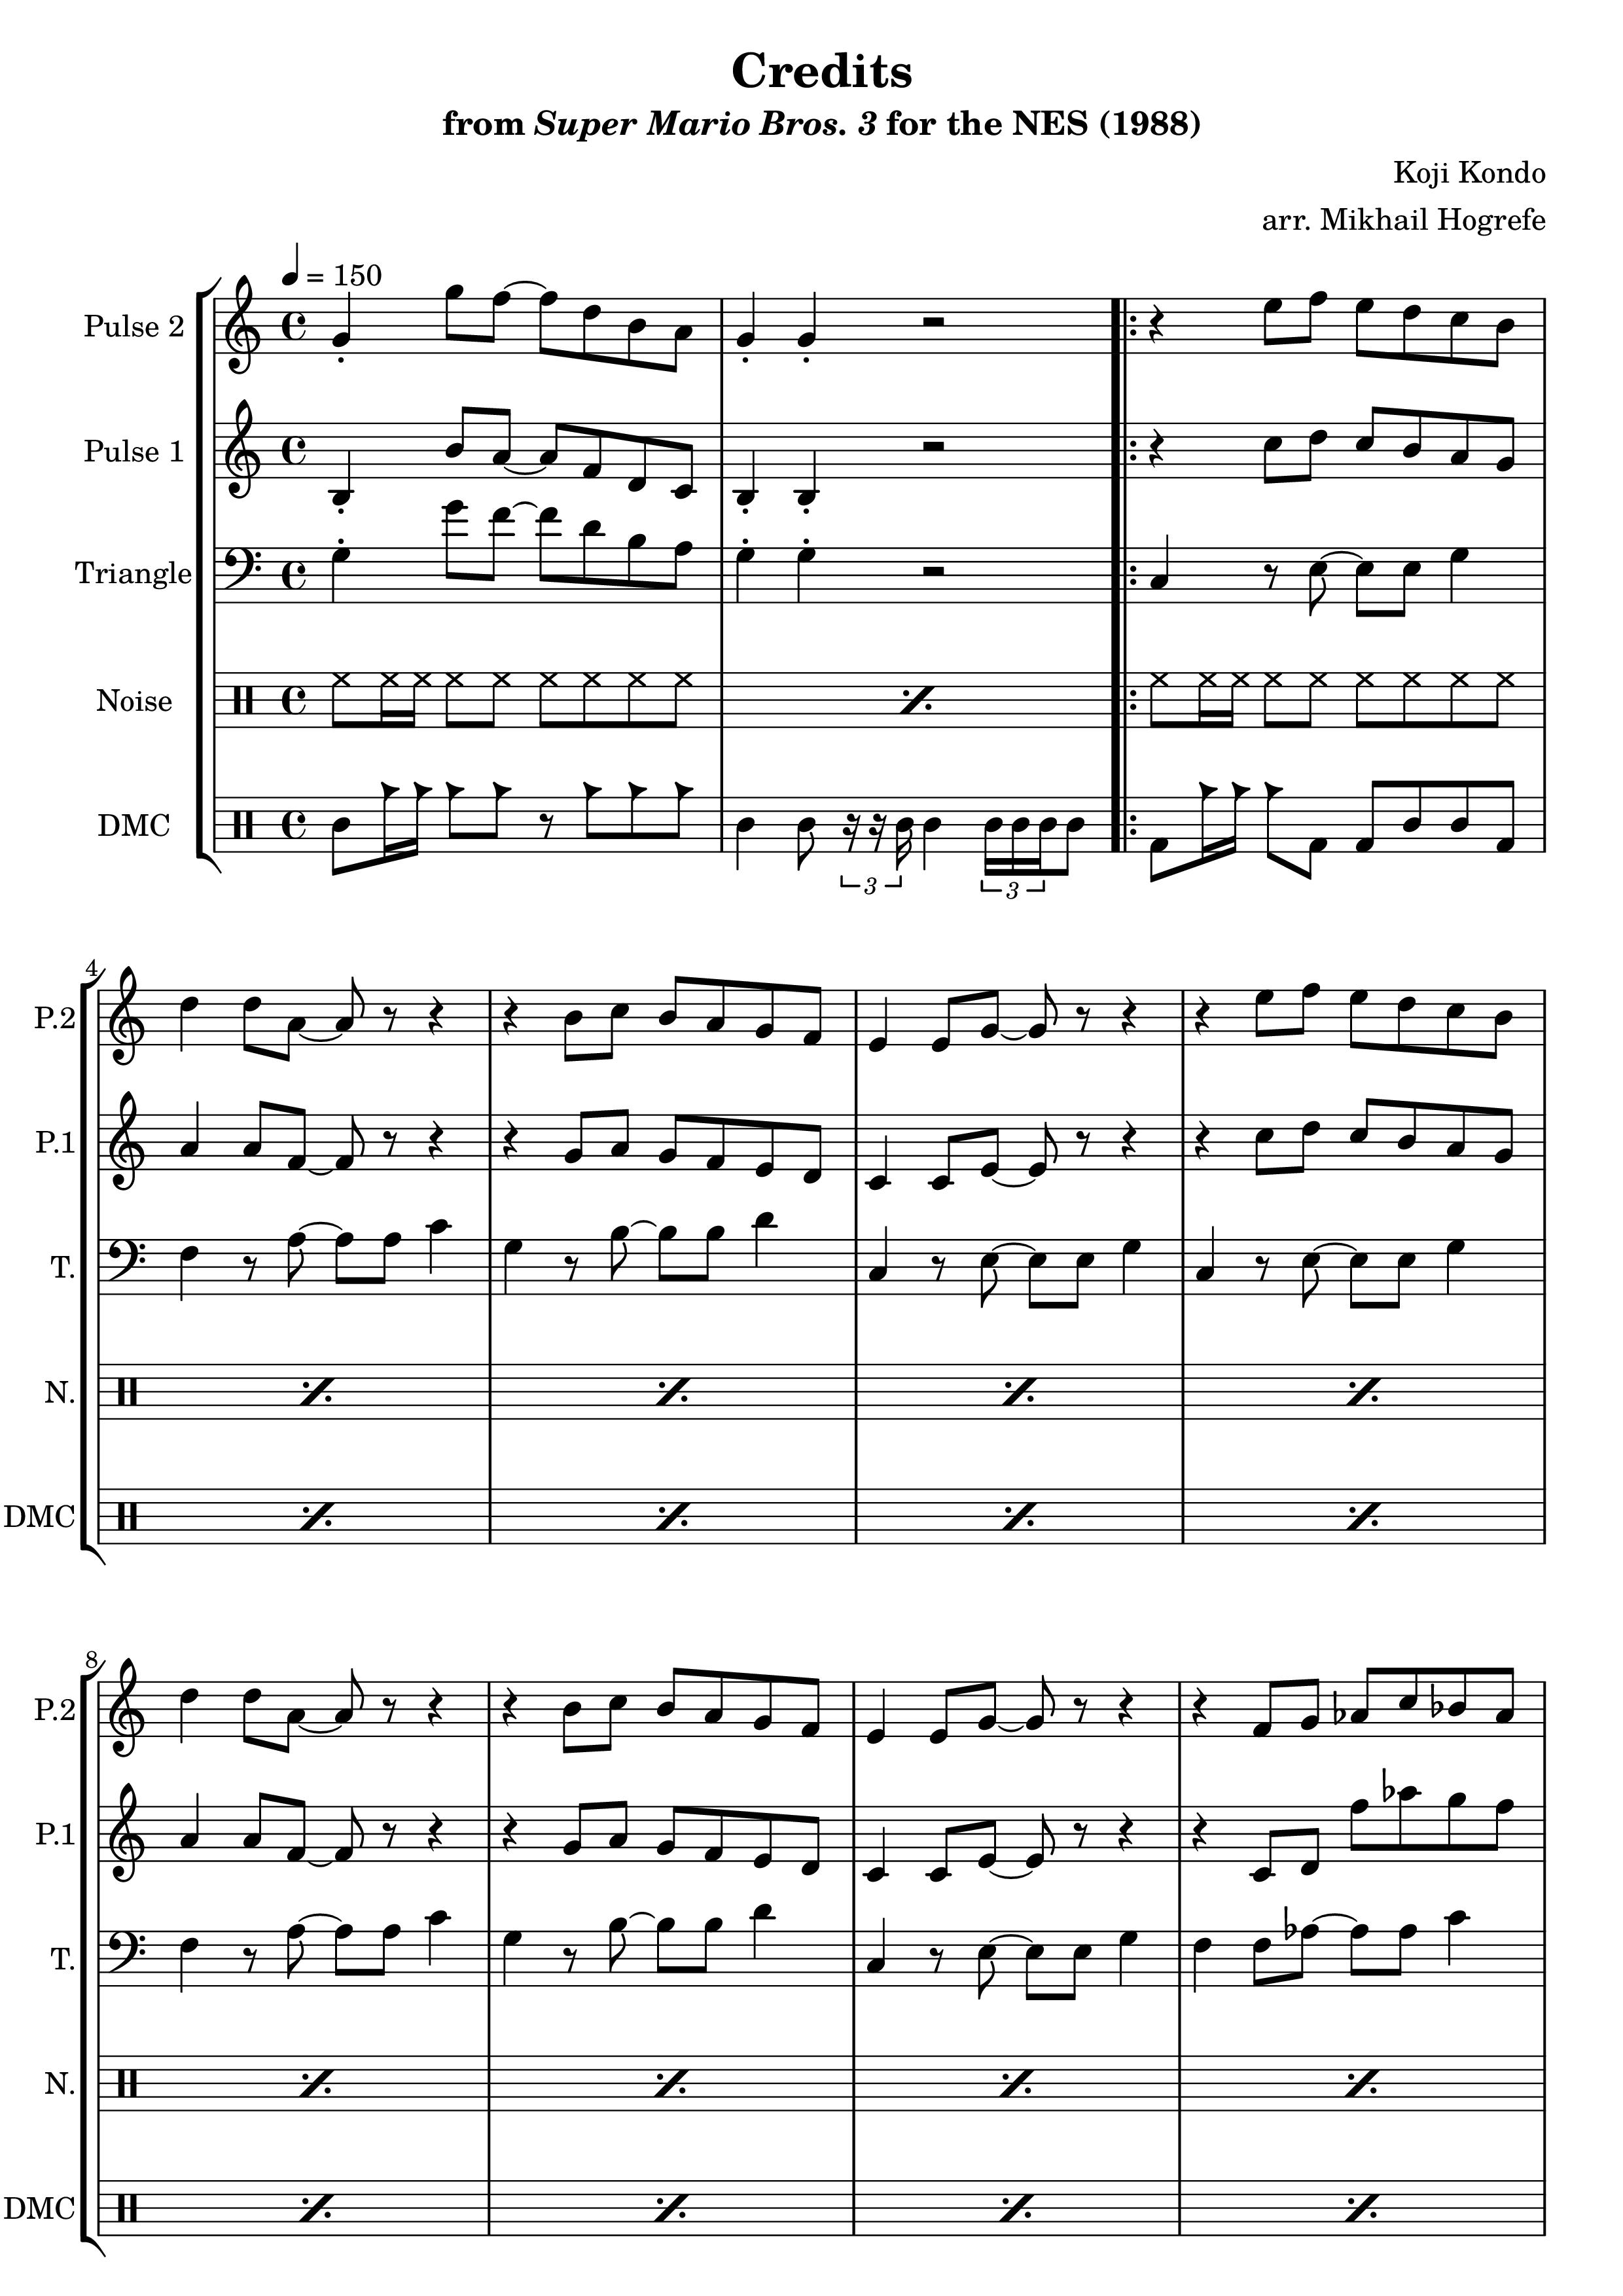 Credits
from Super Mario Bros. 3 for the NES (1988)
Koji Kondo
arr. Mikhail Hogrefe
= 150
Pulse 2
Pulse 1
Triangle
Noise
DMC
3
3
4
P.2
P.1
T.
N.
DMC
8
P.2
P.1
T.
N.
DMC